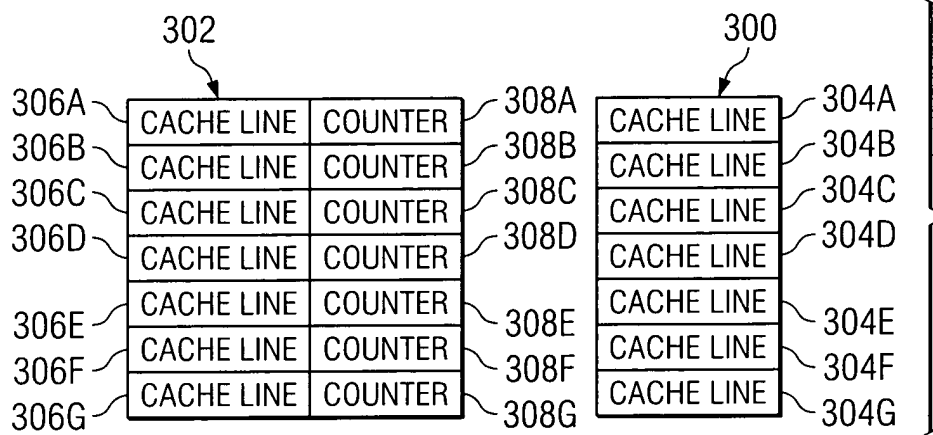 302 300
306A CACHE LINE COUNTER 308A CACHE LINE 304A
306B CACHE LINE COUNTER 308B CACHE LINE 304B
306C CACHE LINE COUNTER 308C CACHE LINE 304C
306D CACHE LINE COUNTER 308D CACHE LINE 304D
306E CACHE LINE COUNTER 308E CACHE LINE 304E
306F CACHE LINE COUNTER 308F CACHE LINE 304F
306G CACHE LINE COUNTER 308G CACHE LINE 304G